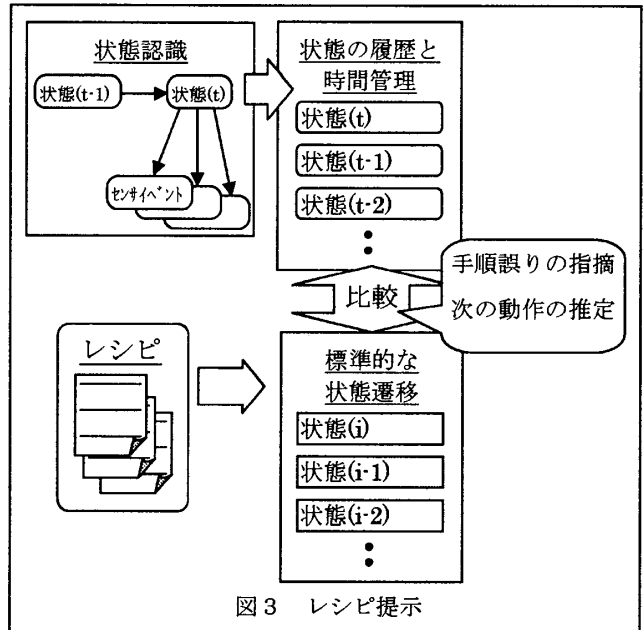 状態認識
状態(t-1)
状態(t)
センサイベント
状態の履歴と
時間管理
状態(t)
状態(t-1)
状態(t-2)
比較
手順誤りの指摘
次の動作の推定
レシピ
標準的な
状態遷移
状態(i)
状態(i-1)
状態(i-2)
図3 レシピ提示